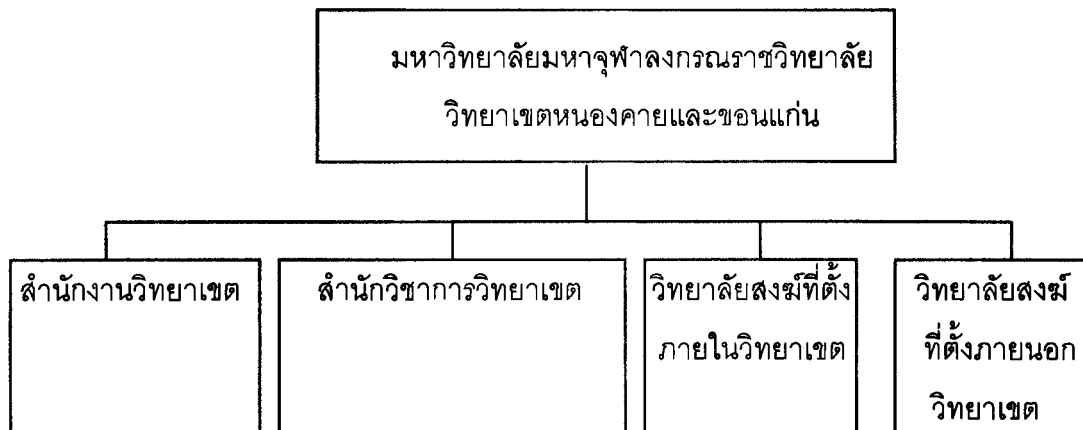 มหาวิทยาลัยมหาจุฬาลงกรณราชวิทยาลัย
วิทยาเขตหนองคายและขอนแก่น
สำนักงานวิทยาเขต
สำนักวิชาการวิทยาเขต
วิทยาลัยสงฆ์ที่ตั้ง
ภายในวิทยาเขต
วิทยาลัยสงฆ์
ที่ตั้งภายนอก
วิทยาเขต